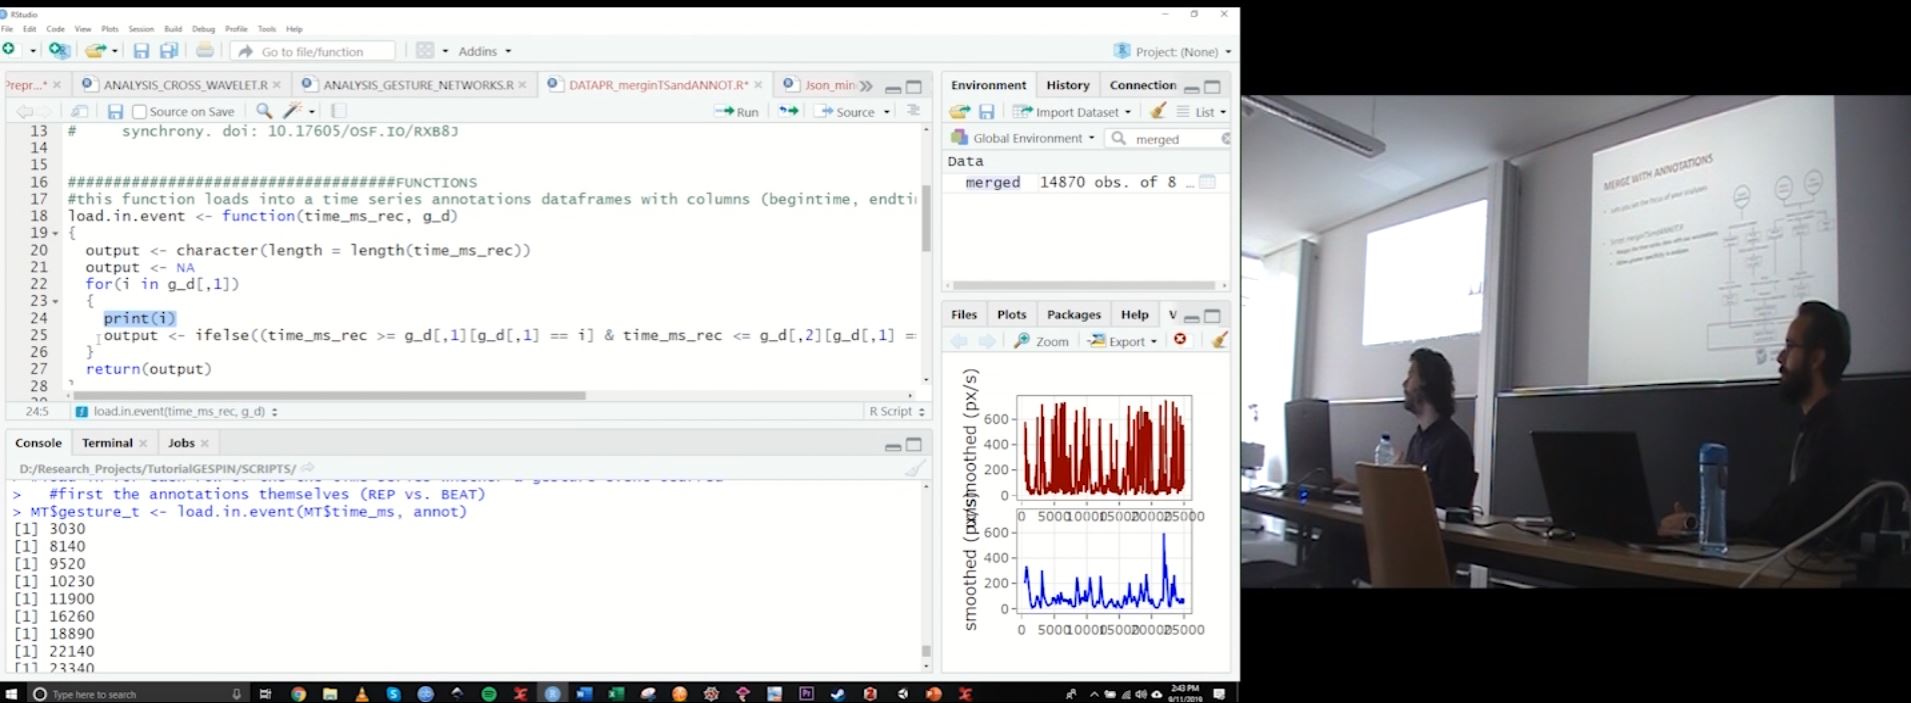 RStudio
File Edit Code View Plots Session Build Debug Profile Tools Help
Go to file/function Addins Project: (None)
Prepr...* ANALYSIS_CROSS_WAVELET.R ANALYSIS_GESTURE_NETWORKS.R DATAPR_merginTSandANNOT.R* Json_min
Source on Save Run Source
13 # synchrony. doi: 10.17605/OSF.IO/RXB8J
14
15
16 ####################################FUNCTIONS
17 #this function loads into a time series annotations dataframes with columns (begintime, endti
18 load.in.event <- function(time_ms_rec, g_d)
19 {
20 output <- character(length = length(time_ms_rec))
21 output <- NA
22 for(i in g_d[,1])
23 {
24 print(i)
25 output <- ifelse((time_ms_rec >= g_d[,1][g_d[,1] == i] & time_ms_rec <= g_d[,2][g_d[,1] ==
26 }
27 return(output)
28
24:5 load.in.event(time_ms_rec, g_d) R Script
Console Terminal Jobs
D:/Research_Projects/TutorialGESPIN/SCRIPTS/
> #first the annotations themselves (REP vs. BEAT)
> MT$gesture_t <- load.in.event(MT$time_ms, annot)
[1] 3030
[1] 8140
[1] 9520
[1] 10230
[1] 11900
[1] 16260
[1] 18890
[1] 22140
[1] 23340
Environment History Connection
Import Dataset List
Global Environment merged
Data
merged 14870 obs. of 8 ...
Files Plots Packages Help V
Zoom Export
smoothed (px/s)
600
400
200
0
0 5000 10000 15000 20000 25000
smoothed (px/s)
600
400
200
0
0 5000 10000 15000 20000 25000
Type here to search
2:43 PM
9/11/2019
MERGE WITH ANNOTATIONS